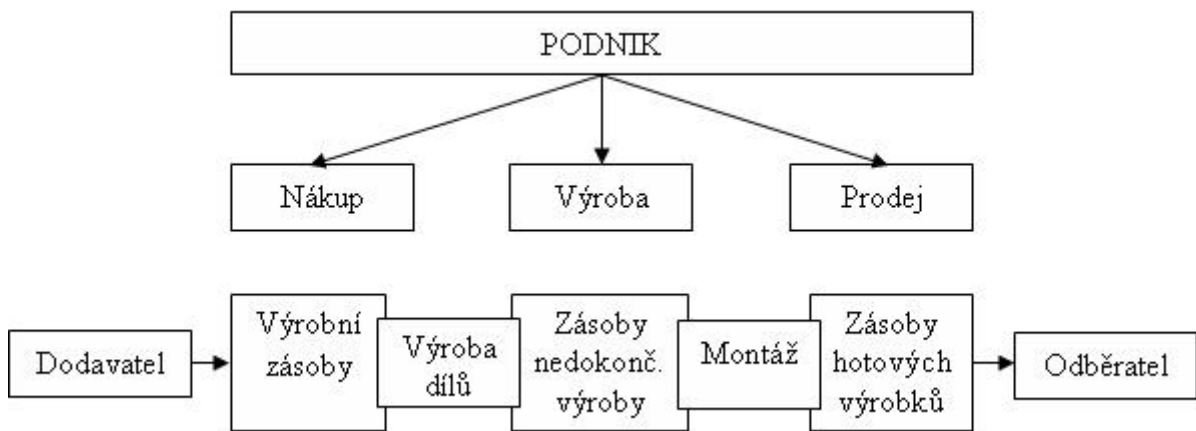 PODNIK
Nákup
Výroba
Prodej
Dodavatel
Výrobní
zásoby
Výroba
dílů
Zásoby
nedokonč.
výroby
Montáž
Zásoby
hotových
výrobků
Odběratel